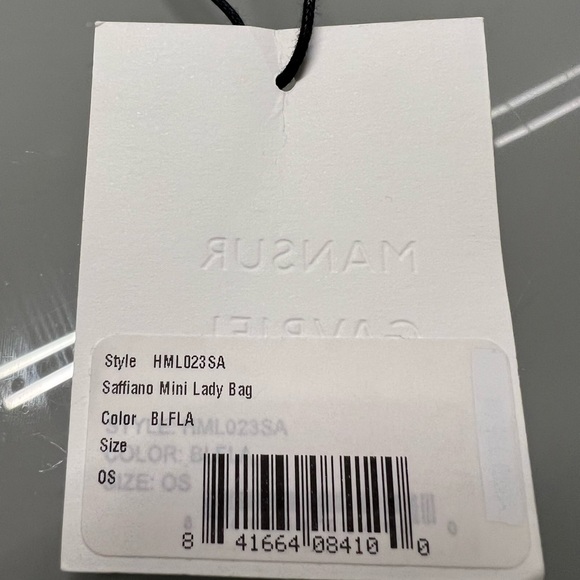 MANSUR
GAVRIEL
Style HML023SA
Saffiano Mini Lady Bag
Color BLFLA
STYLE: HML023SA
Size
COLOR: BLFLA
OS
SIZE: OS
8 41664 08410 0